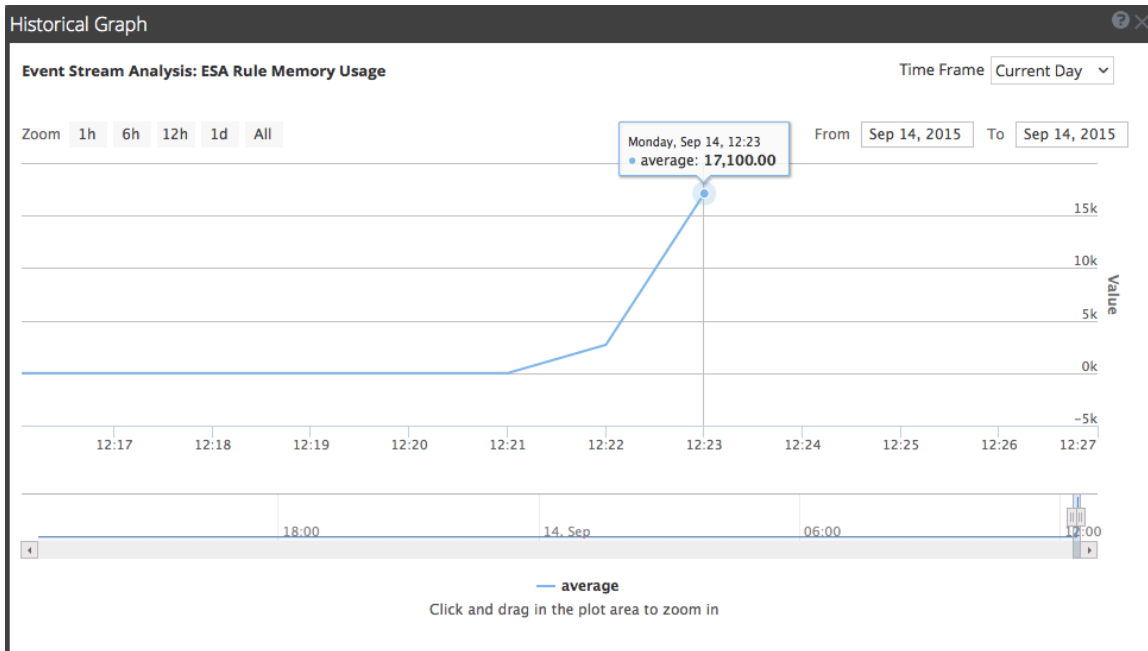 Historical Graph
Event Stream Analysis: ESA Rule Memory Usage
Time Frame Current Day
Zoom 1h 6h 12h 1d All
From Sep 14, 2015 To Sep 14, 2015
Monday, Sep 14, 12:23
average: 17,100.00
15k
10k
5k
0k
-5k
Value
12:17 12:18 12:19 12:20 12:21 12:22 12:23 12:24 12:25 12:26 12:27
18:00 14. Sep 06:00 12:00
average
Click and drag in the plot area to zoom in